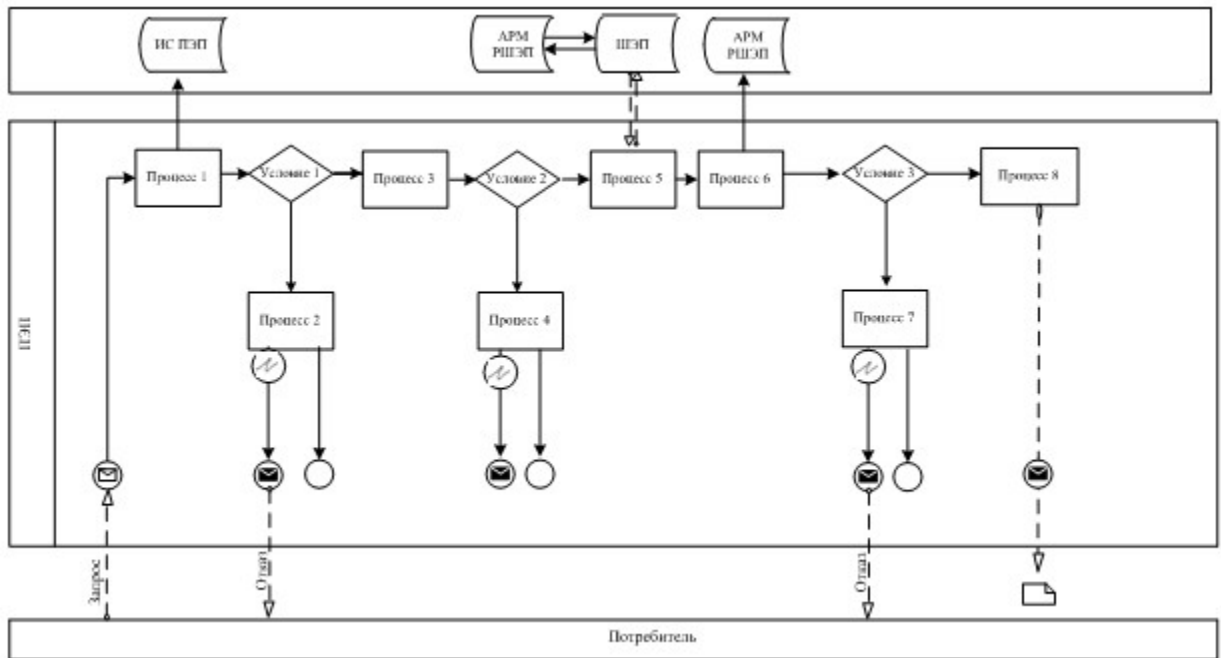 ИС ПЭП
АРМ
РШЭП
ШЭП
АРМ
РШЭП
Процесс 1
Условие 1
Процесс 3
Условие 2
Процесс 5
Процесс 6
Условие 3
Процесс 8
Процесс 2
Процесс 4
Процесс 7
Запрос
Отказ
Отказ
Потребитель